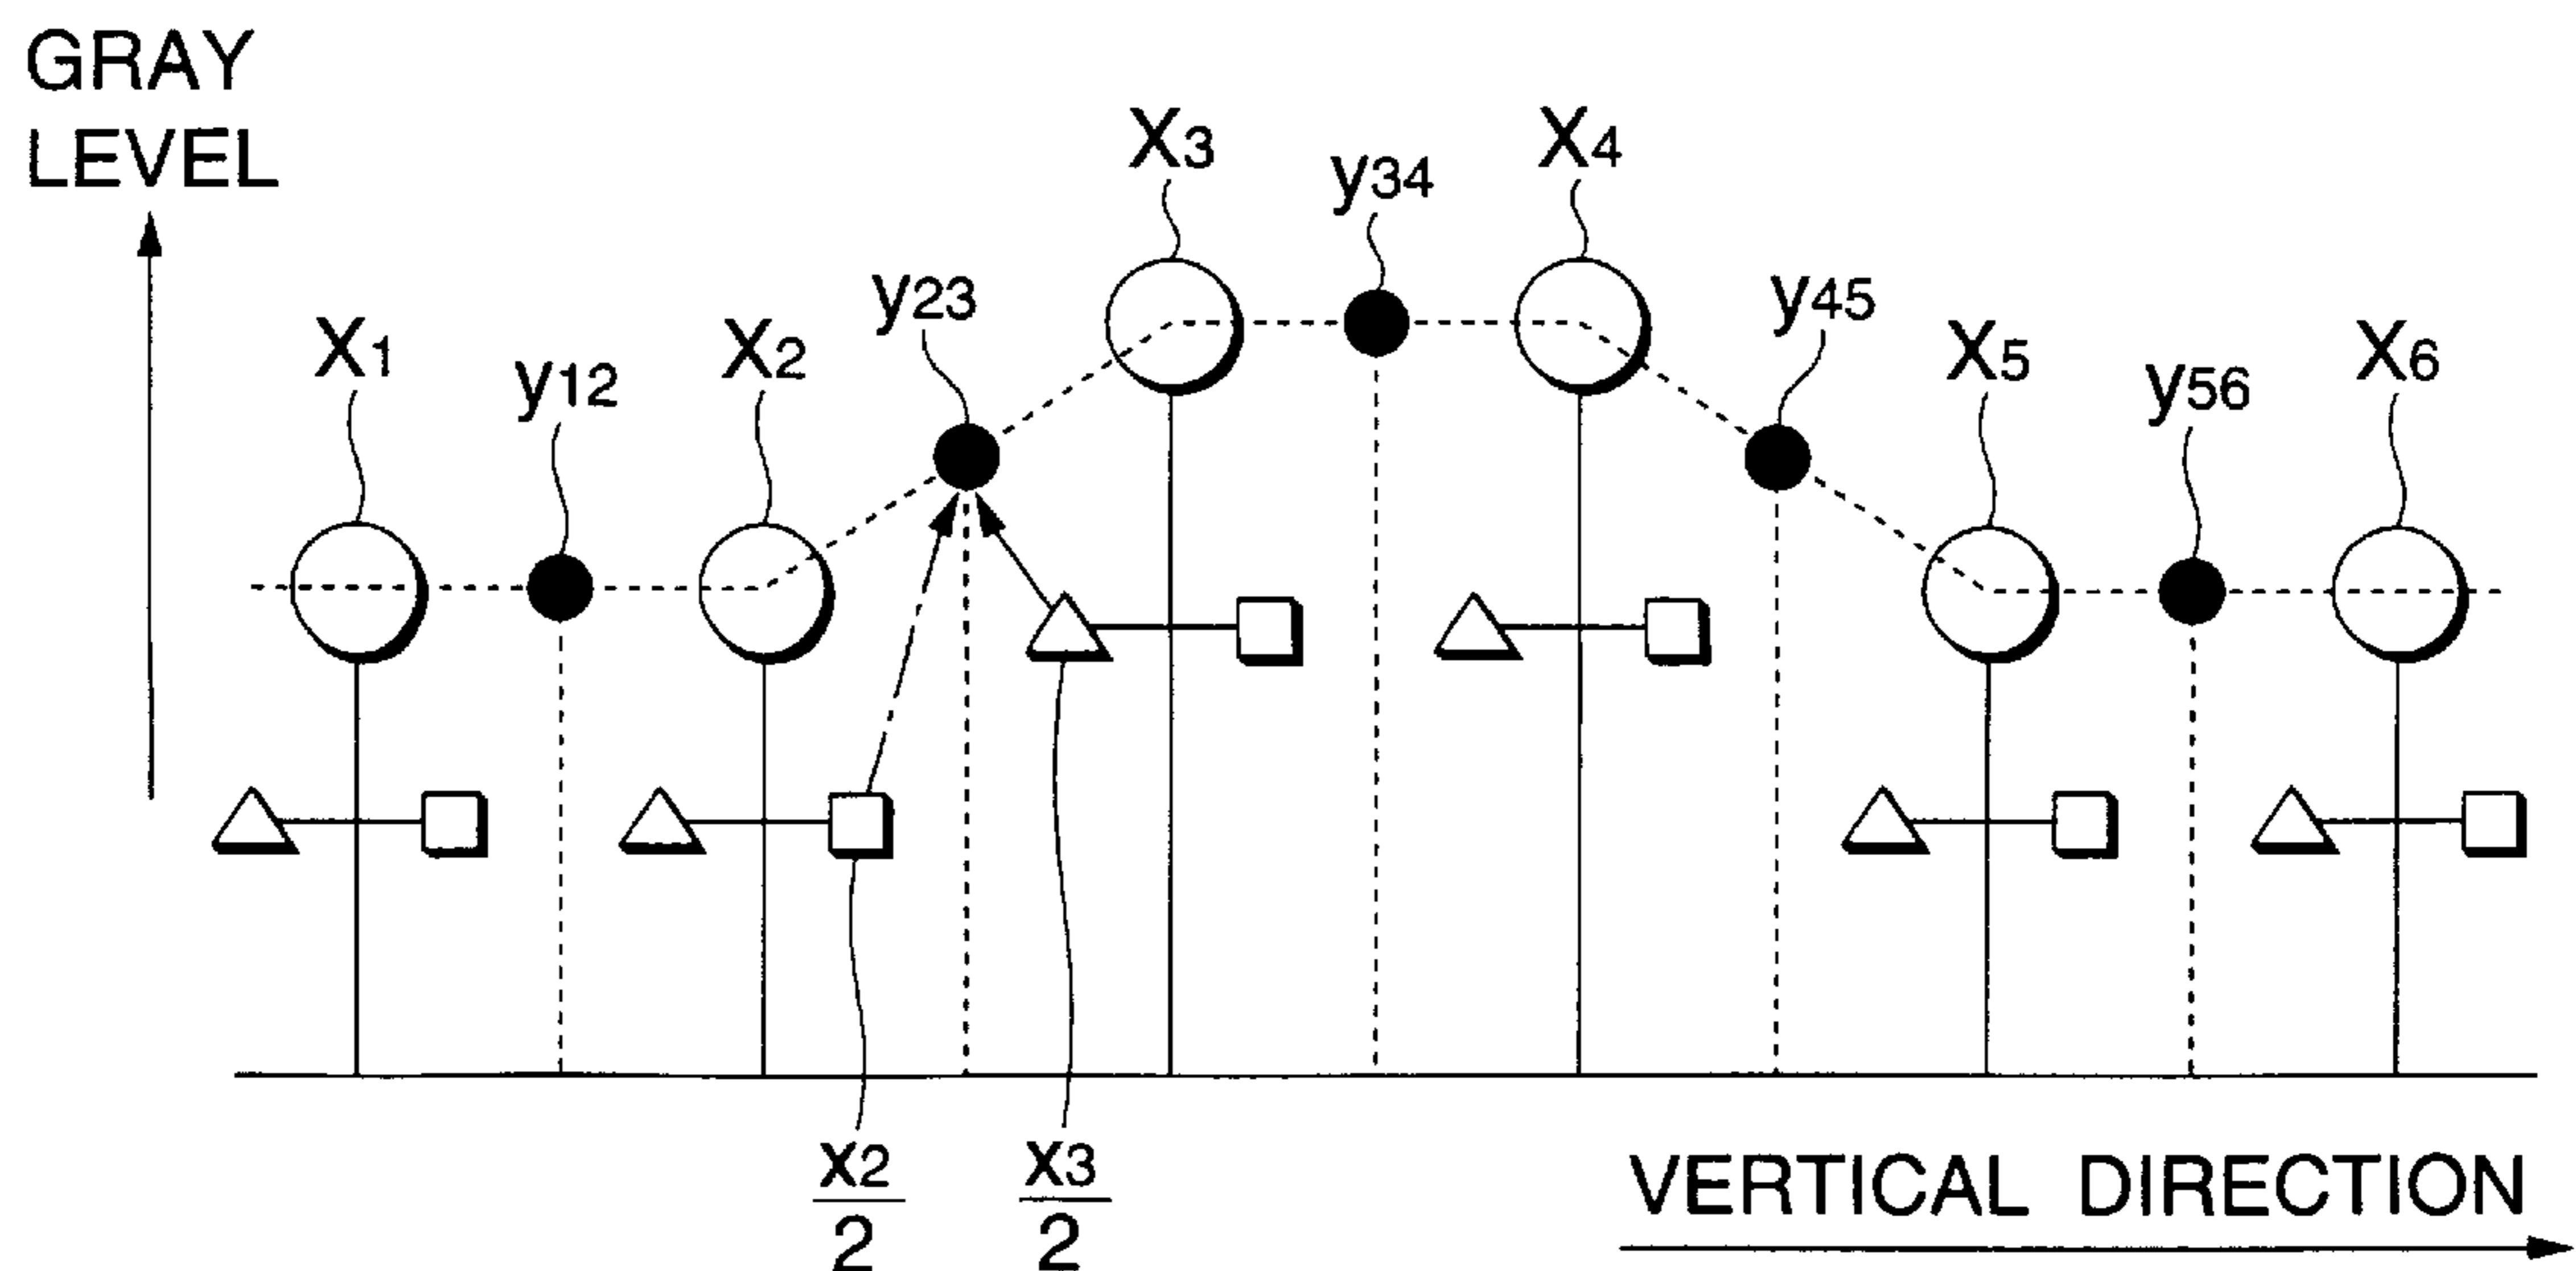 GRAY
LEVEL
X1
y12
X2
y23
X3
y34
X4
y45
X5
y56
X6
x2
2
x3
2
VERTICAL DIRECTION